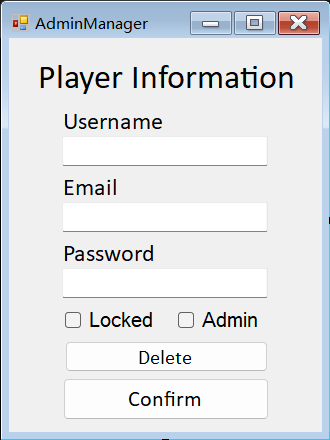 AdminManager
Player Information
Username
Email
Password
Locked Admin
Delete
Confirm